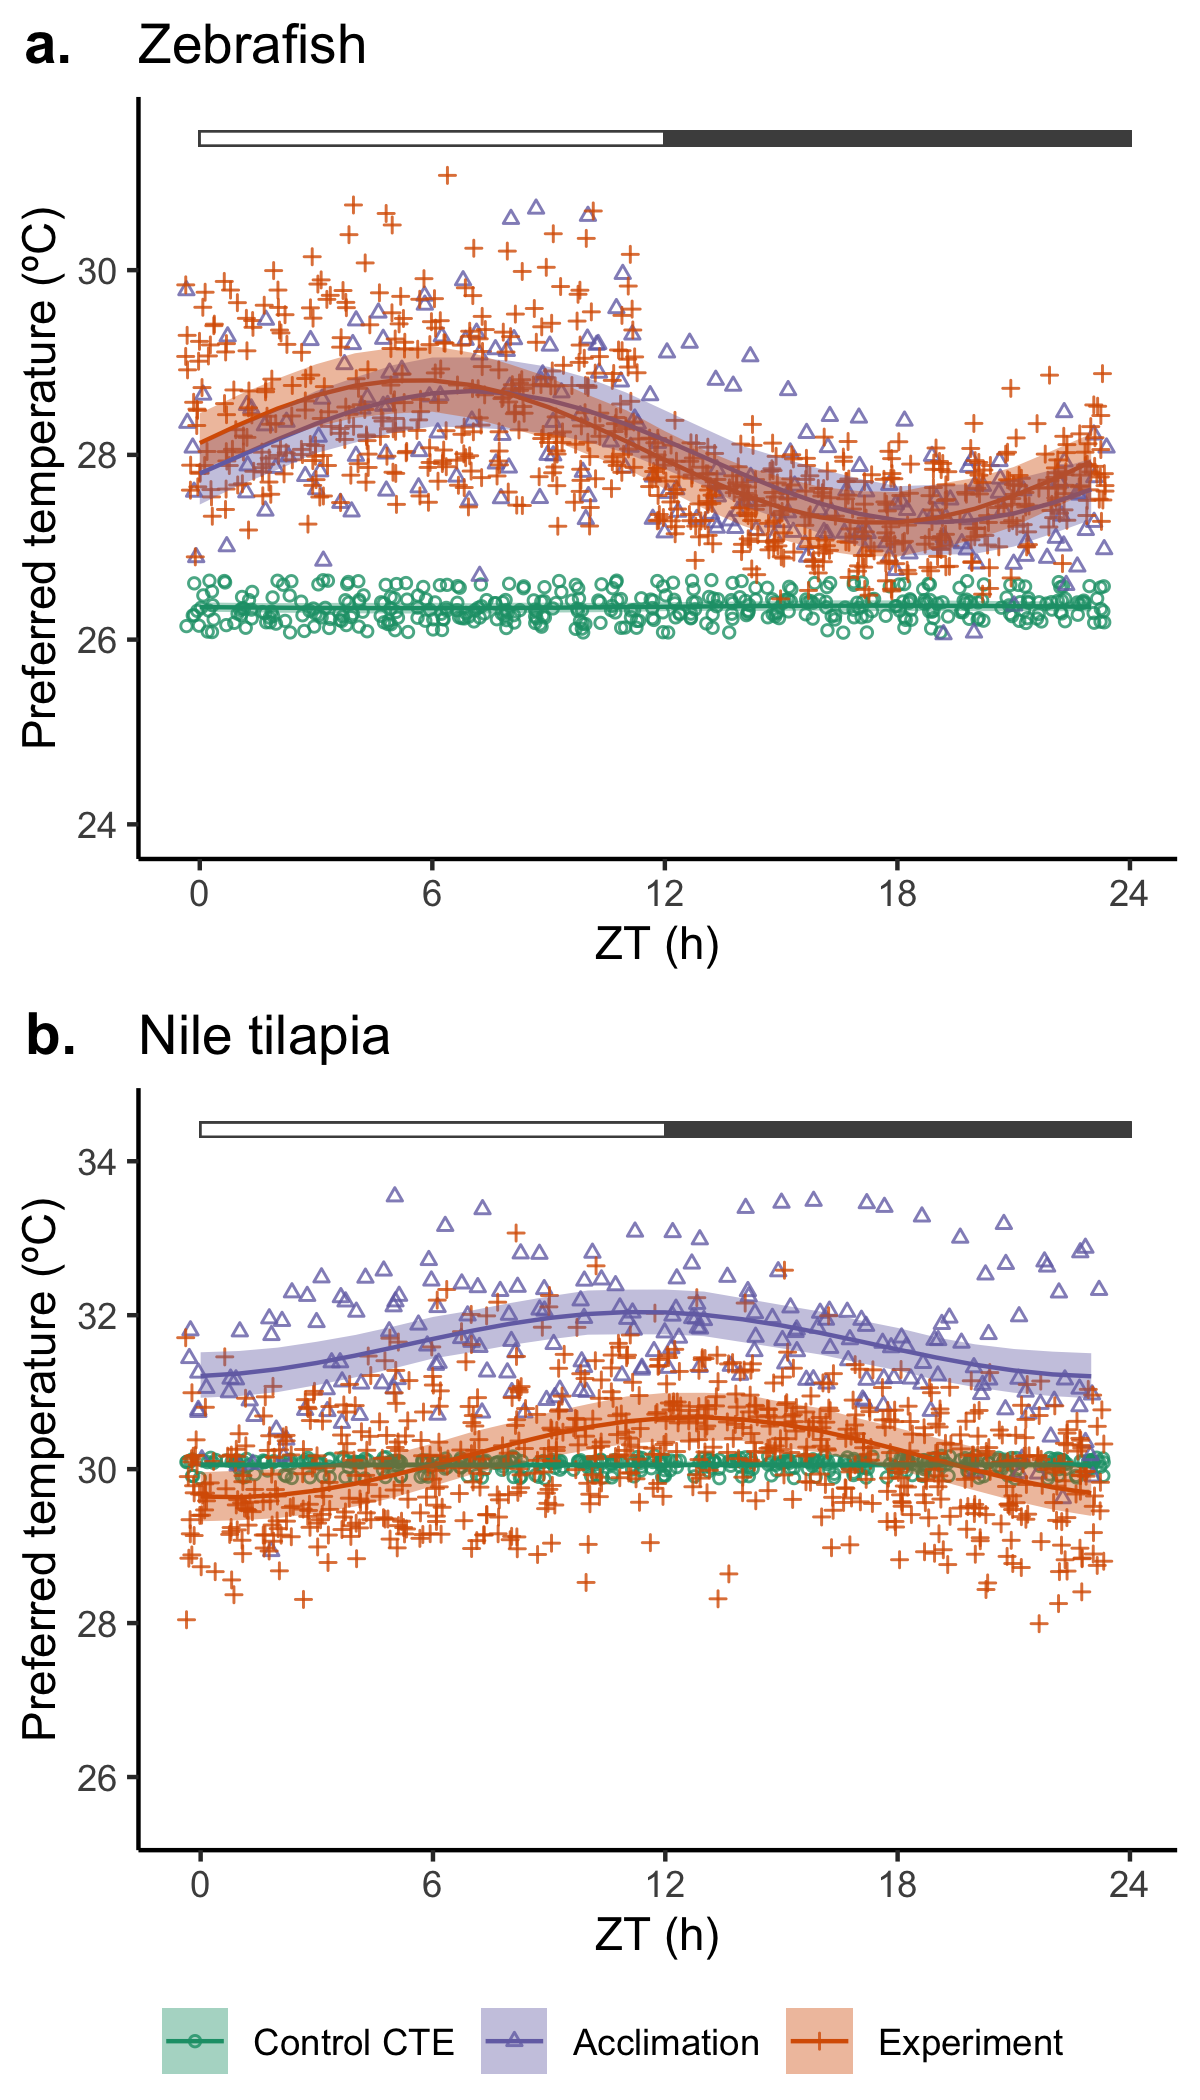 a. Zebrafish
Preferred temperature (ºC)
30
28
26
24
0 6 12 18 24
ZT (h)
b. Nile tilapia
Preferred temperature (ºC)
34
32
30
28
26
0 6 12 18 24
ZT (h)
Control CTE Acclimation Experiment